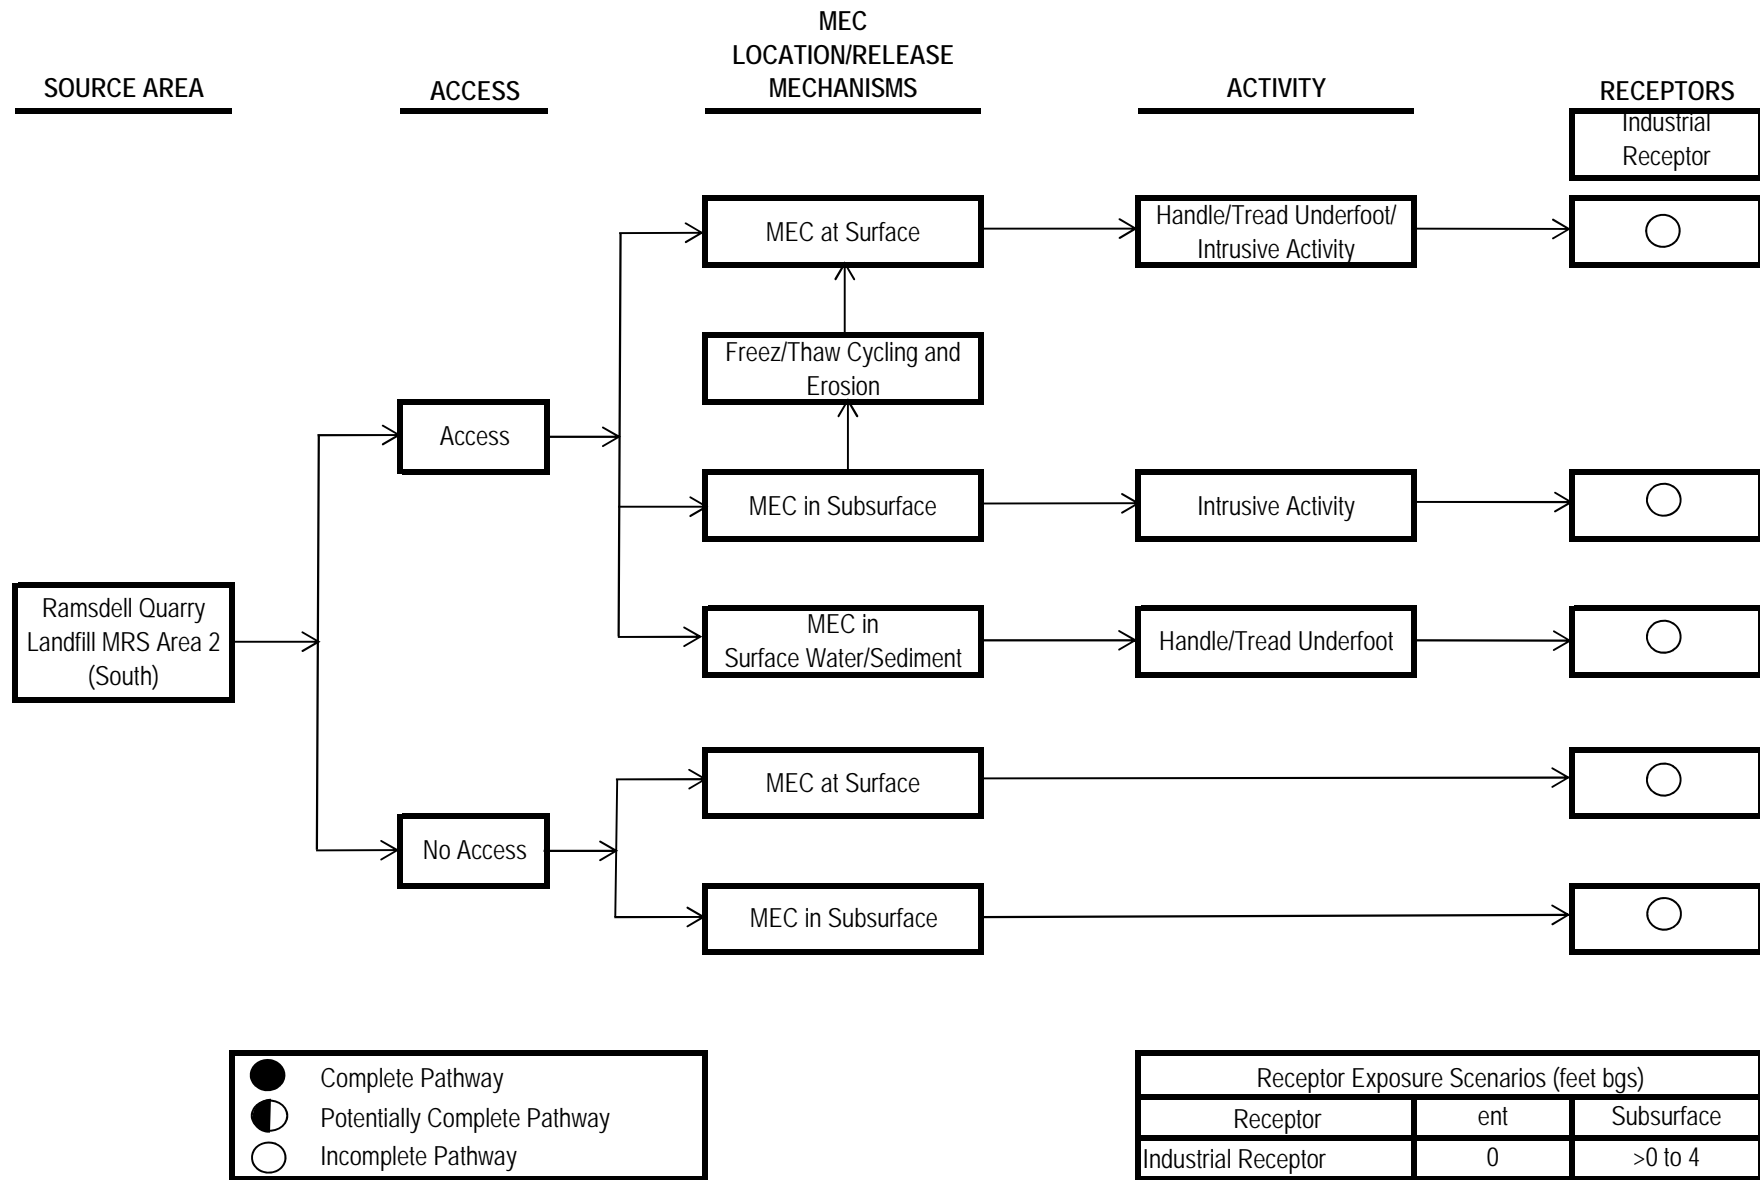 MEC
LOCATION/RELEASE
MECHANISMS
SOURCE AREA
ACCESS
ACTIVITY
RECEPTORS
Industrial
Receptor
MEC at Surface
Handle/Tread Underfoot/
Intrusive Activity
Freez/Thaw Cycling and
Erosion
Access
MEC in Subsurface
Intrusive Activity
Ramsdell Quarry
Landfill MRS Area 2
(South)
MEC in
Surface Water/Sediment
Handle/Tread Underfoot
MEC at Surface
No Access
MEC in Subsurface
Complete Pathway
Potentially Complete Pathway
Incomplete Pathway
Receptor Exposure Scenarios (feet bgs)
Receptor ent Subsurface
Industrial Receptor 0 >0 to 4